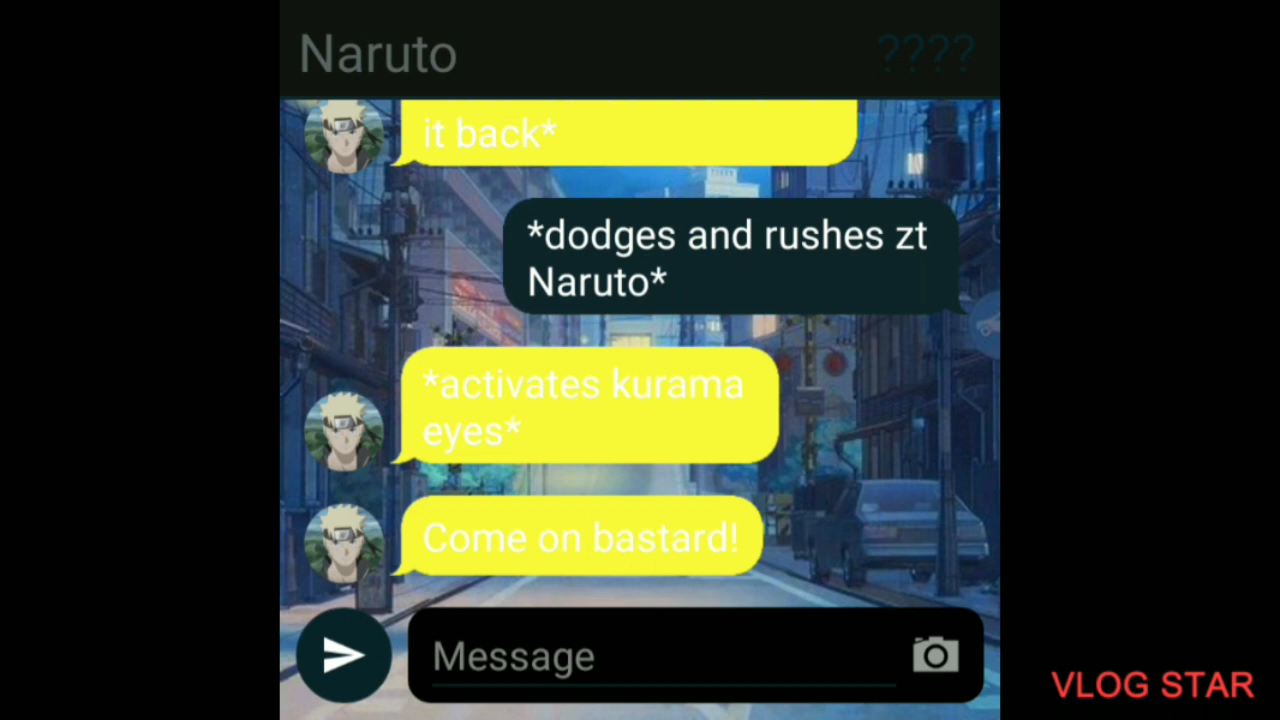 Naruto
????
it back*
*dodges and rushes zt
Naruto*
*activates kurama
eyes*
Come on bastard!
Message
VLOG STAR